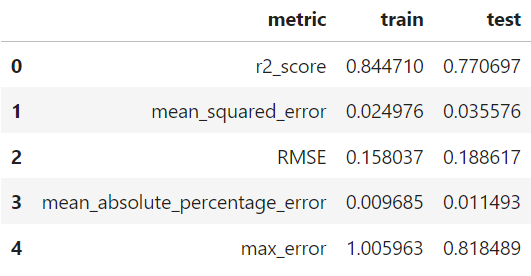 metric train test
0 r2_score 0.844710 0.770697
1 mean_squared_error 0.024976 0.035576
2 RMSE 0.158037 0.188617
3 mean_absolute_percentage_error 0.009685 0.011493
4 max_error 1.005963 0.818489